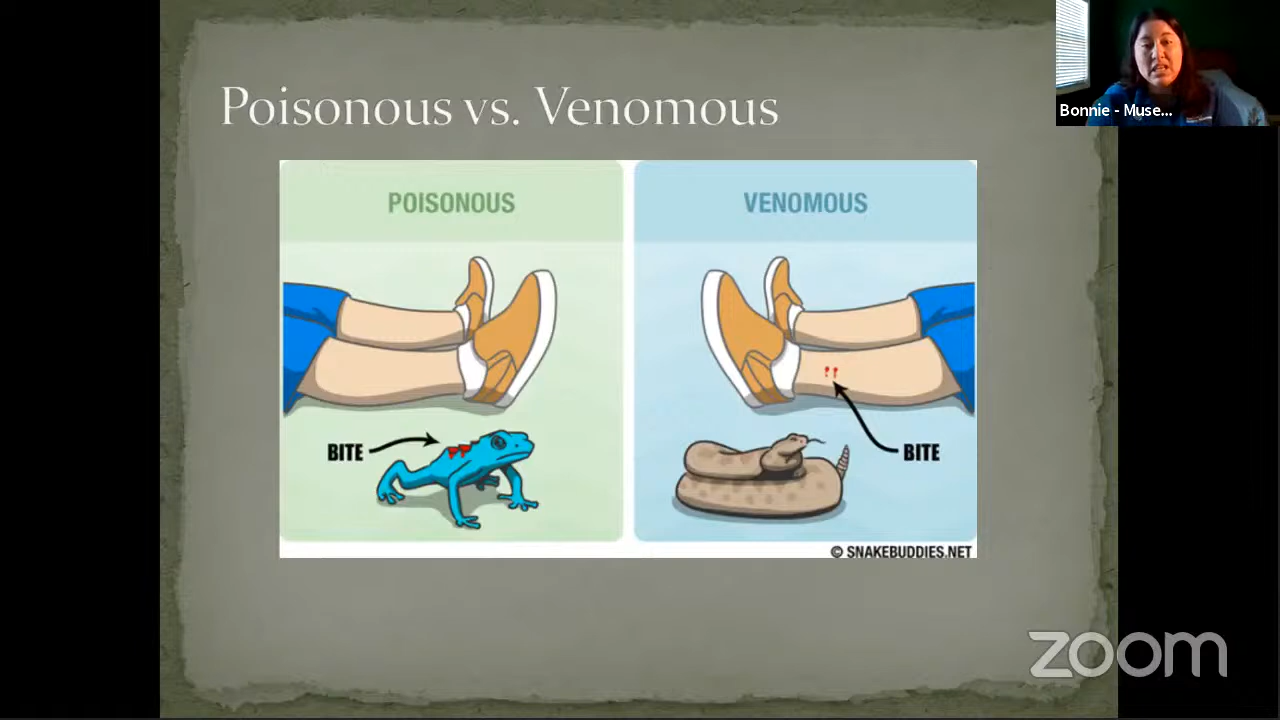 Poisonous vs. Venomous
Bonnie - Muse...
POISONOUS
VENOMOUS
BITE
BITE
© SNAKEBUDDIES.NET
zoom